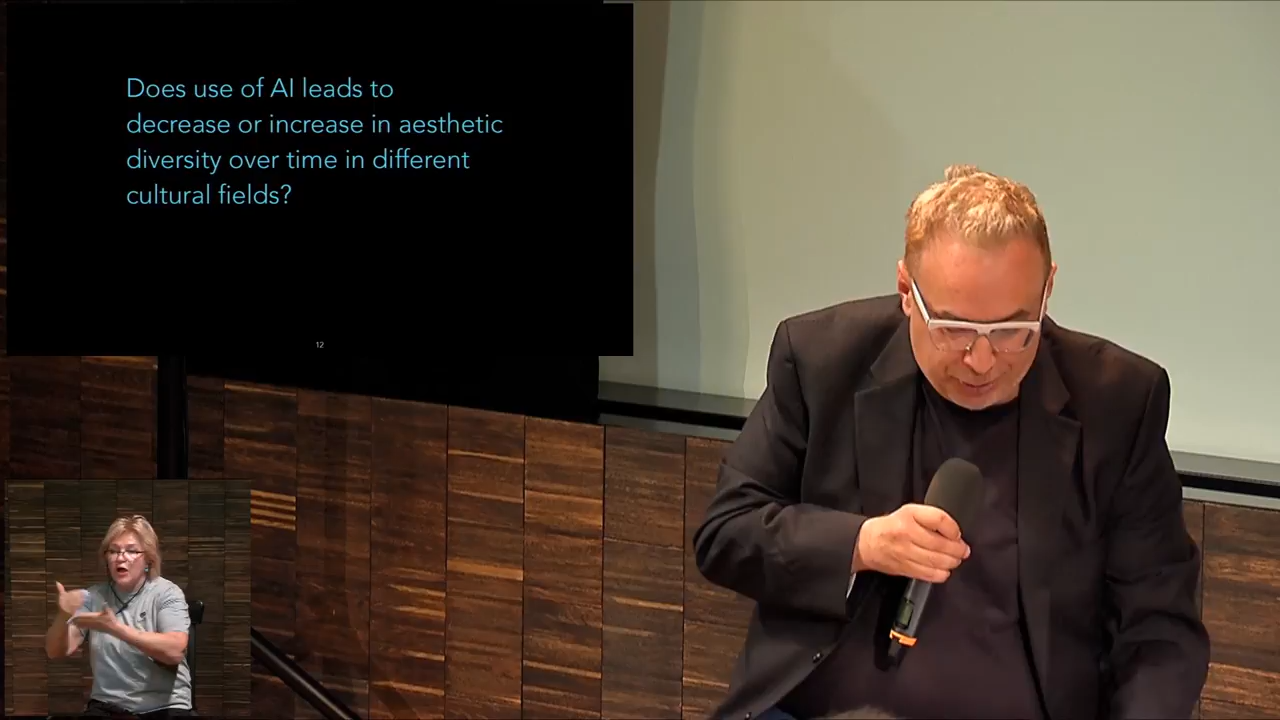 Does use of AI leads to
decrease or increase in aesthetic
diversity over time in different
cultural fields?
12